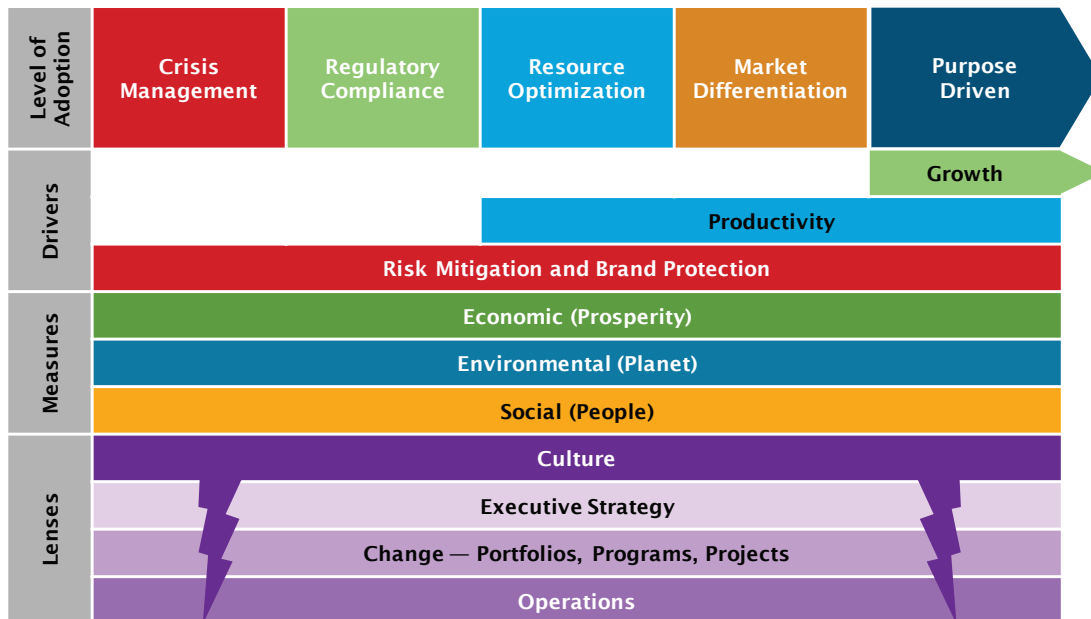 Level of
Adoption
Crisis
Management
Regulatory
Compliance
Resource
Optimization
Market
Differentiation
Purpose
Driven
Drivers
Growth
Productivity
Risk Mitigation and Brand Protection
Measures
Economic (Prosperity)
Environmental (Planet)
Social (People)
Lenses
Culture
Executive Strategy
Change — Portfolios, Programs, Projects
Operations